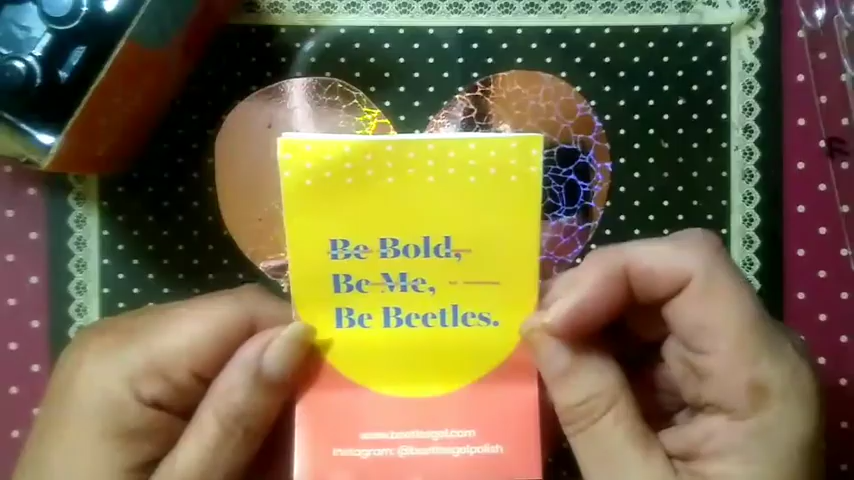 Be Bold,
Be Me,
Be Beetles.
www.beetlesgel.com
Instagram: @beetlesgelpolish